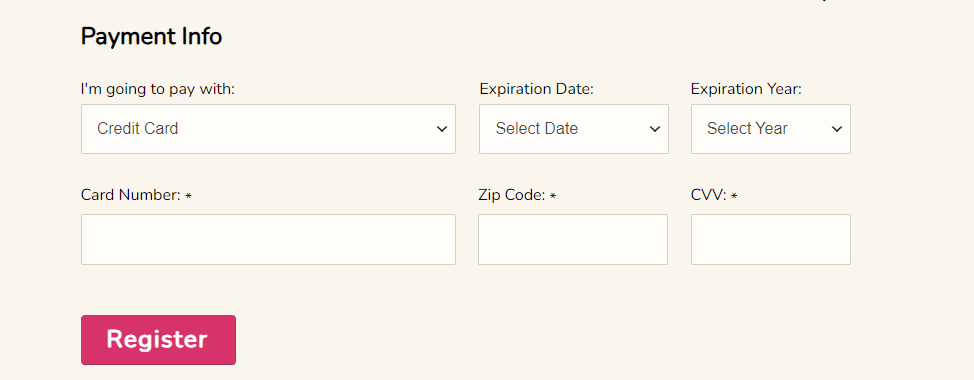 Payment Info
I'm going to pay with: Expiration Date: Expiration Year:
Credit Card Select Date Select Year
Card Number: * Zip Code: * CVV: *
Register